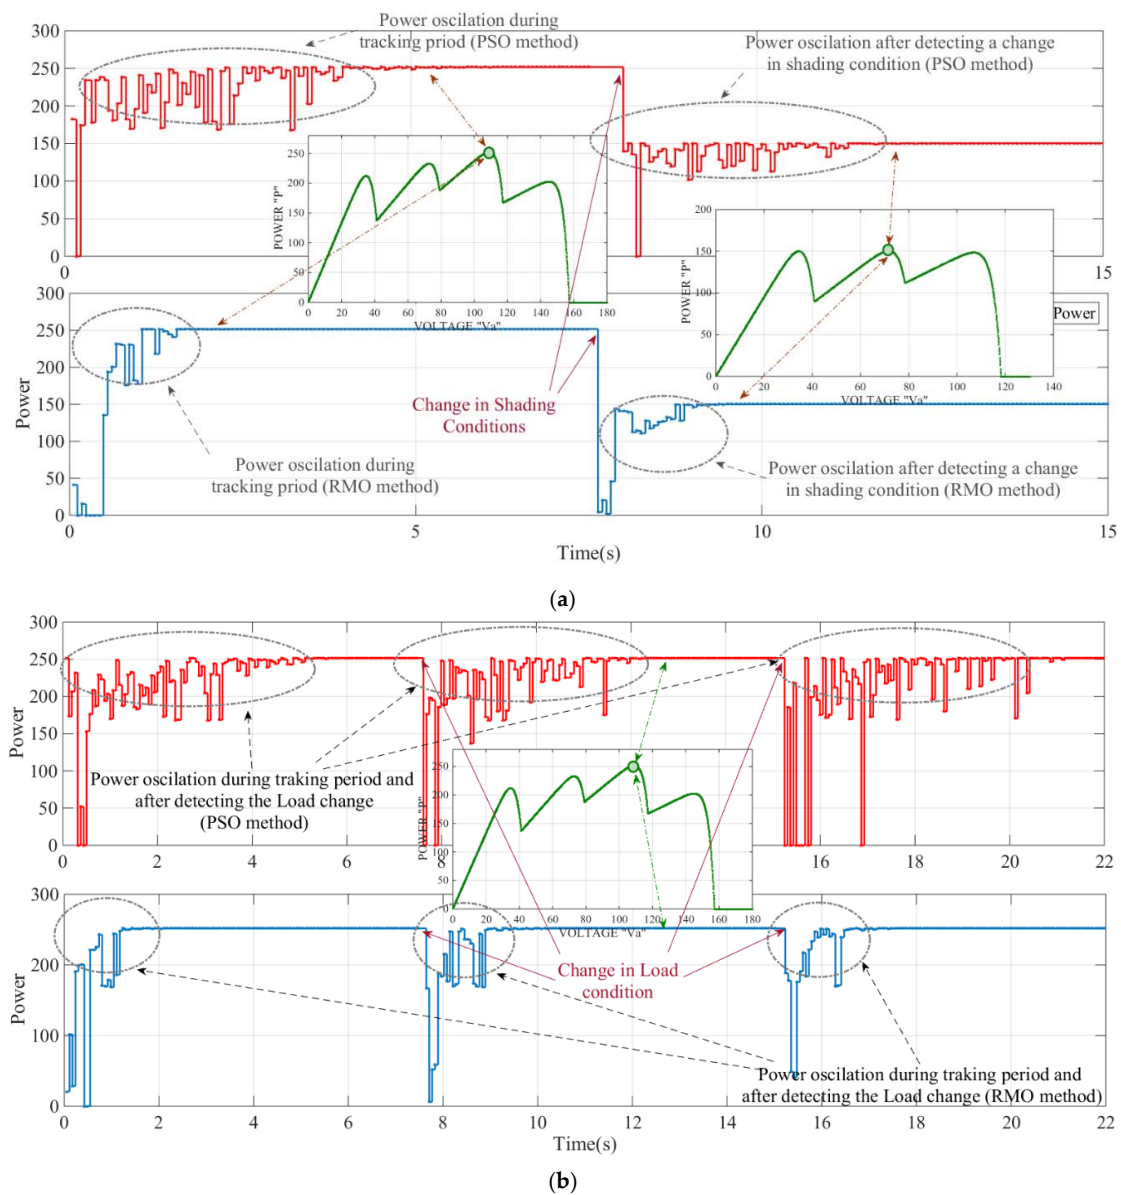 Power oscilation during
tracking priod (PSO method)
Power oscilation after detecting a change
in shading condition (PSO method)
300
250
200
150
100
50
0
0
15
POWER "P"
250
200
150
100
50
0
0 20 40 60 80 100 120 140 160 180
VOLTAGE "Va"
POWER "P"
200
150
100
50
0
0 20 40 60 80 100 120 140
VOLTAGE "Va"
Power
300
250
200
150
100
50
0
Power
Change in Shading
Conditions
Power oscilation during
tracking priod (RMO method)
Power oscilation after detecting a change
in shading condition (RMO method)
0 5 10 15
Time(s)
(a)
300
250
200
150
100
50
0
Power
Power oscilation during traking period and
after detecting the Load change
(PSO method)
0 2 4 6 8 16 18 20 22
POWER "P"
250
200
150
100
50
0
0 20 40 60 80 100 120 140 160 180
VOLTAGE "Va"
300
200
100
0
Power
Change in Load
condition
Power oscilation during traking period and
after detecting the Load change (RMO method)
0 2 4 6 8 10 12 14 16 18 20 22
Time(s)
(b)